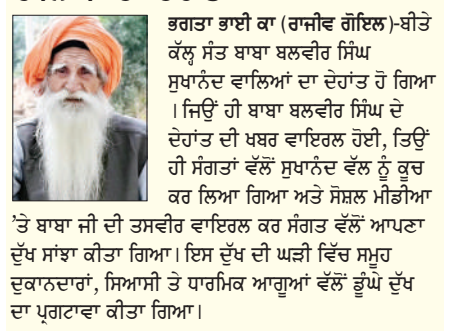 ਭਗਤਾ ਭਾਈ ਕਾ (ਰਾਜੀਵ ਗੋਇਲ)-ਬੀਤੇ
ਕੱਲ੍ਹ ਸੰਤ ਬਾਬਾ ਬਲਵੀਰ ਸਿੰਘ
ਸੁਖਾਨੰਦ ਵਾਲਿਆਂ ਦਾ ਦੇਹਾਂਤ ਹੋ ਗਿਆ
।ਜਿਉਂ ਹੀ ਬਾਬਾ ਬਲਵੀਰ ਸਿੰਘ ਦੇ
ਦੇਹਾਂਤ ਦੀ ਖਬਰ ਵਾਇਰਲ ਹੋਈ, ਤਿਉਂ
ਹੀ ਸੰਗਤਾਂ ਵੱਲੋਂ ਸੁਖਾਨੰਦ ਵੱਲ ਨੂੰ ਕੂਚ
ਕਰ ਲਿਆ ਗਿਆ ਅਤੇ ਸੋਸ਼ਲ ਮੀਡੀਆ
'ਤੇ ਬਾਬਾ ਜੀ ਦੀ ਤਸਵੀਰ ਵਾਇਰਲ ਕਰ ਸੰਗਤ ਵੱਲੋਂ ਆਪਣਾ
ਦੁੱਖ ਸਾਂਝਾ ਕੀਤਾ ਗਿਆ।ਇਸ ਦੁੱਖ ਦੀ ਘੜੀ ਵਿੱਚ ਸਮੂਹ
ਦੁਕਾਨਦਾਰਾਂ, ਸਿਆਸੀ ਤੇ ਧਾਰਮਿਕ ਆਗੂਆਂ ਵੱਲੋਂ ਡੂੰਘੇ ਦੁੱਖ
ਦਾ ਪ੍ਰਗਟਾਵਾ ਕੀਤਾ ਗਿਆ।